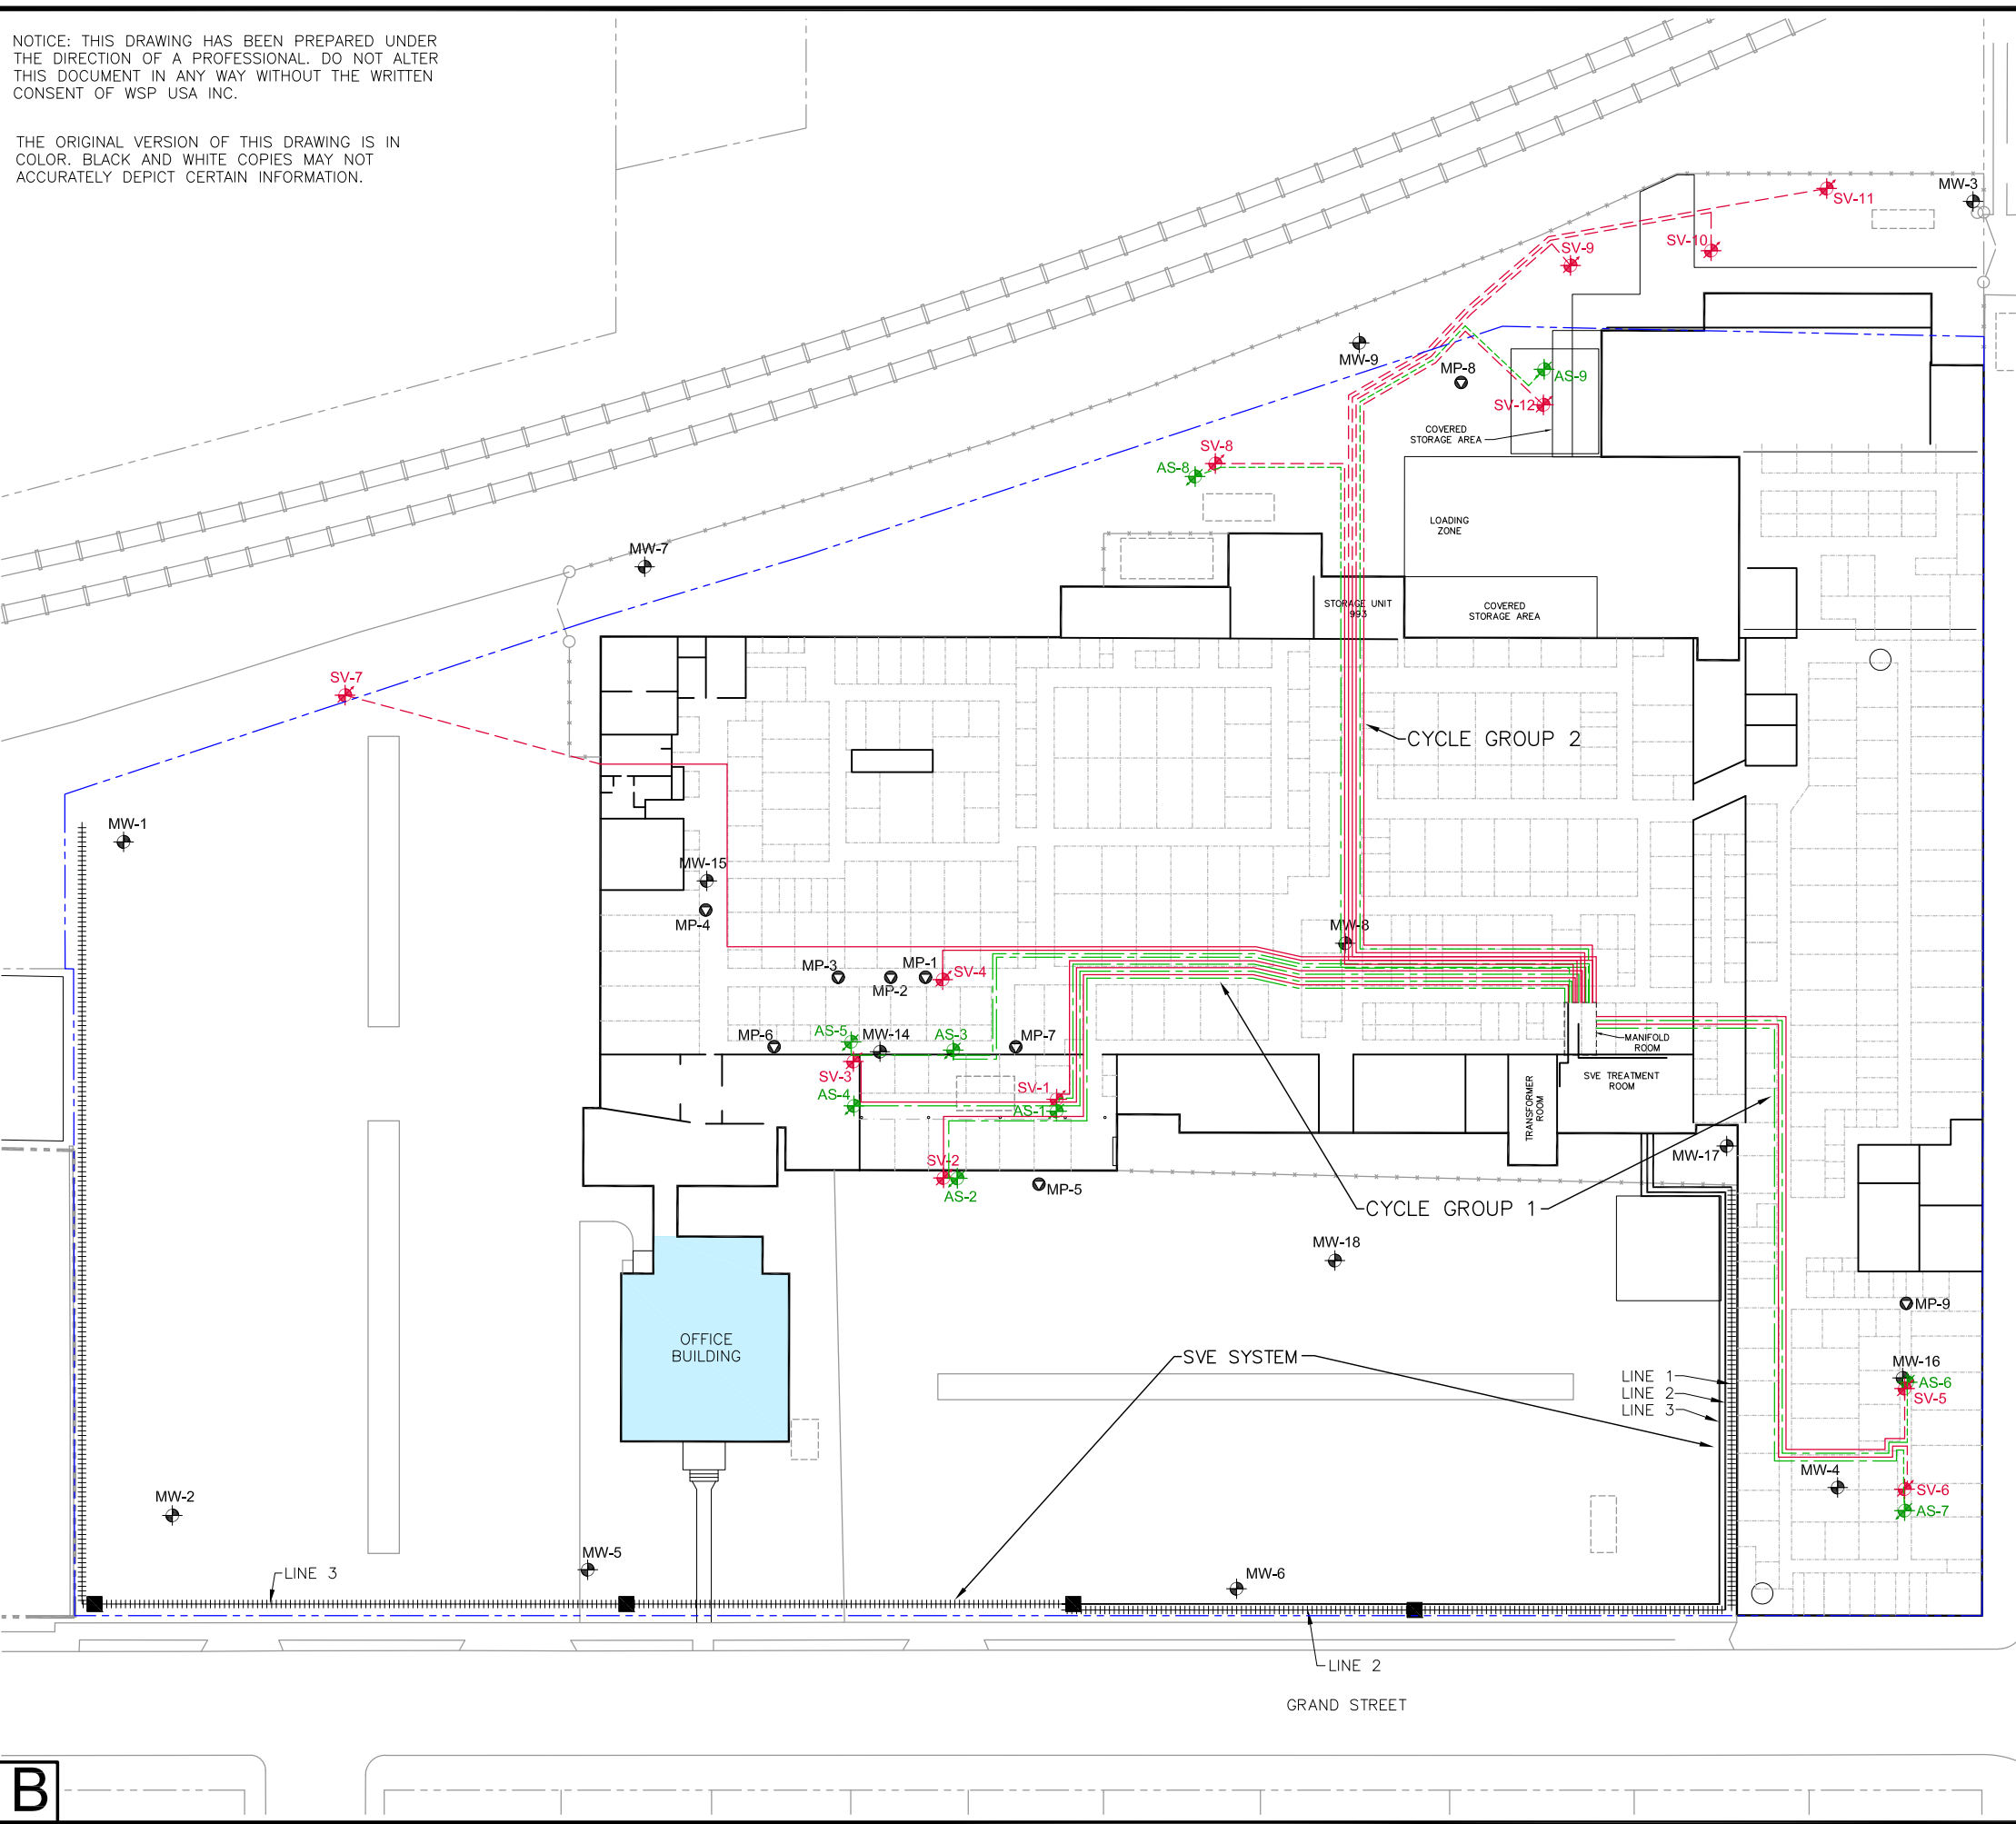 NOTICE: THIS DRAWING HAS BEEN PREPARED UNDER
THE DIRECTION OF A PROFESSIONAL. DO NOT ALTER
THIS DOCUMENT IN ANY WAY WITHOUT THE WRITTEN
CONSENT OF WSP USA INC.
THE ORIGINAL VERSION OF THIS DRAWING IS IN
COLOR. BLACK AND WHITE COPIES MAY NOT
ACCURATELY DEPICT CERTAIN INFORMATION.
MW-3
SV-11
SV-10
SV-9
MW-9
MP-8
AS-9
SV-12
COVERED
STORAGE AREA
SV-8
AS-8
LOADING
ZONE
MW-7
STORAGE UNIT
993
COVERED
STORAGE AREA
SV-7
CYCLE GROUP 2
MW-1
MW-15
MP-4
MW-8
MP-3
MP-1
SV-4
MP-2
MP-6
AS-5
MW-14
AS-3
MP-7
MANIFOLD
ROOM
SV-3
SV-1
SVE TREATMENT
ROOM
AS-4
AS-1
TRANSFORMER
ROOM
MW-17
SV-2
AS-2
MP-5
CYCLE GROUP 1
MW-18
MP-9
OFFICE
BUILDING
SVE SYSTEM
MW-16
LINE 1
AS-6
LINE 2
SV-5
LINE 3
MW-4
SV-6
AS-7
MW-2
MW-5
LINE 3
MW-6
LINE 2
GRAND STREET
B